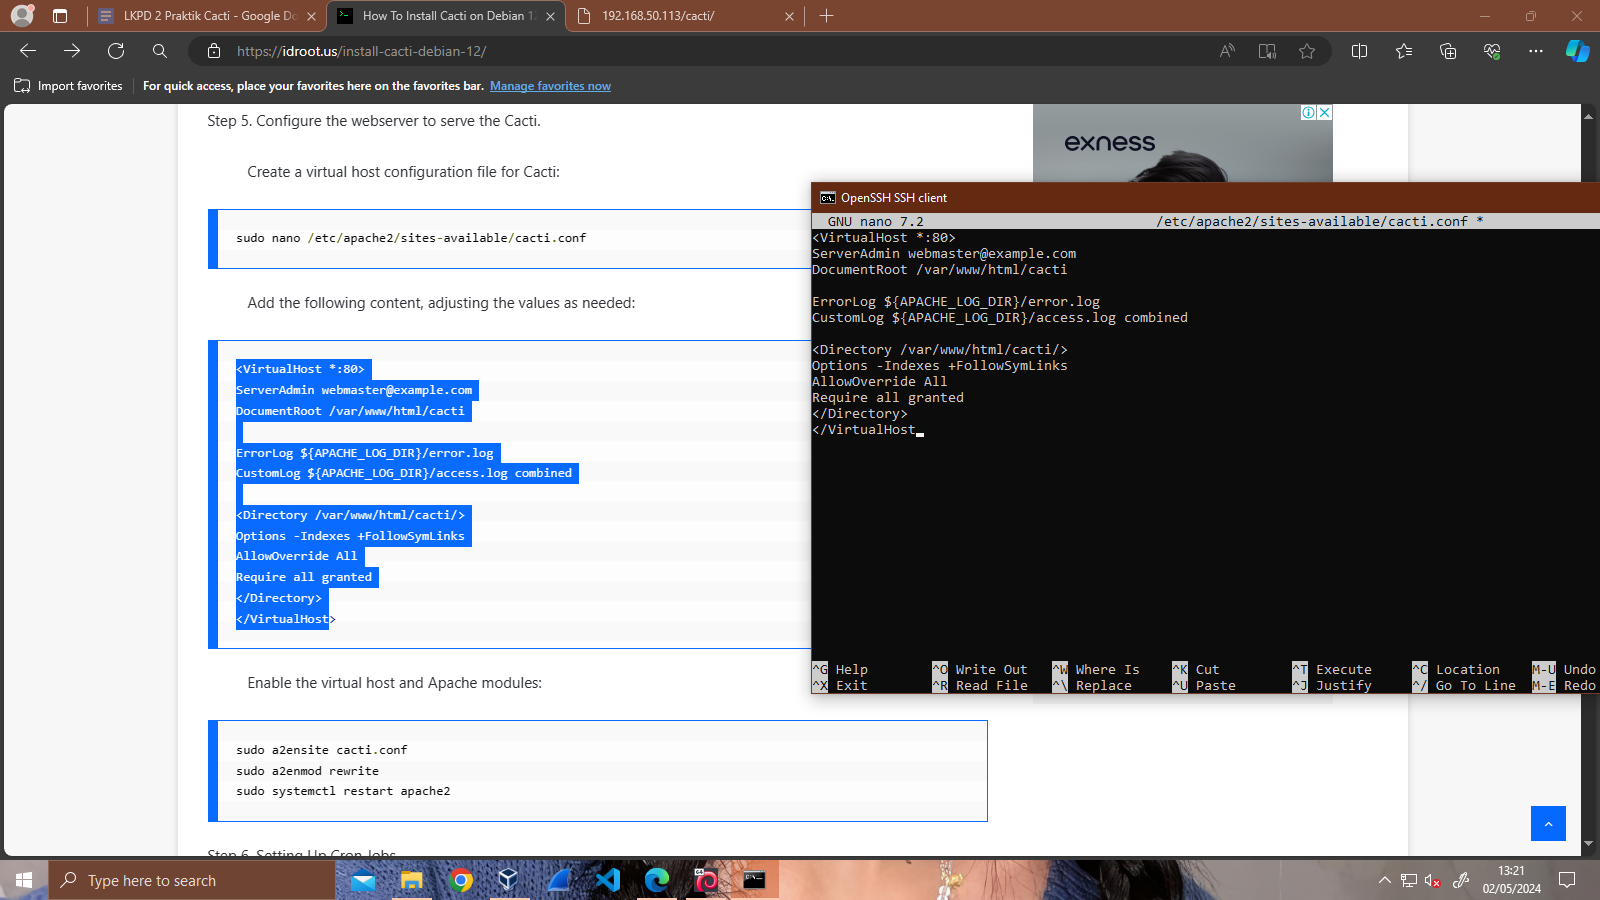 LKPD 2 Praktik Cacti - Google Do
How To Install Cacti on Debian 12
192.168.50.113/cacti/
https://idroot.us/install-cacti-debian-12/
Import favorites
For quick access, place your favorites here on the favorites bar. Manage favorites now
Step 5. Configure the webserver to serve the Cacti.
Create a virtual host configuration file for Cacti:
sudo nano /etc/apache2/sites-available/cacti.conf
Add the following content, adjusting the values as needed:
<VirtualHost *:80>
ServerAdmin webmaster@example.com
DocumentRoot /var/www/html/cacti
ErrorLog ${APACHE_LOG_DIR}/error.log
CustomLog ${APACHE_LOG_DIR}/access.log combined
<Directory /var/www/html/cacti/>
Options -Indexes +FollowSymLinks
AllowOverride All
Require all granted
</Directory>
</VirtualHost>
Enable the virtual host and Apache modules:
sudo a2ensite cacti.conf
sudo a2enmod rewrite
sudo systemctl restart apache2
Step 6. Setting Up Cron Jobs
exness
OpenSSH SSH client
GNU nano 7.2 /etc/apache2/sites-available/cacti.conf *
<VirtualHost *:80>
ServerAdmin webmaster@example.com
DocumentRoot /var/www/html/cacti
ErrorLog ${APACHE_LOG_DIR}/error.log
CustomLog ${APACHE_LOG_DIR}/access.log combined
<Directory /var/www/html/cacti/>
Options -Indexes +FollowSymLinks
AllowOverride All
Require all granted
</Directory>
</VirtualHost
^G Help ^O Write Out ^W Where Is ^K Cut ^T Execute ^C Location M-U Undo
^X Exit ^R Read File ^\ Replace ^U Paste ^J Justify ^/ Go To Line M-E Redo
Type here to search
13:21
02/05/2024